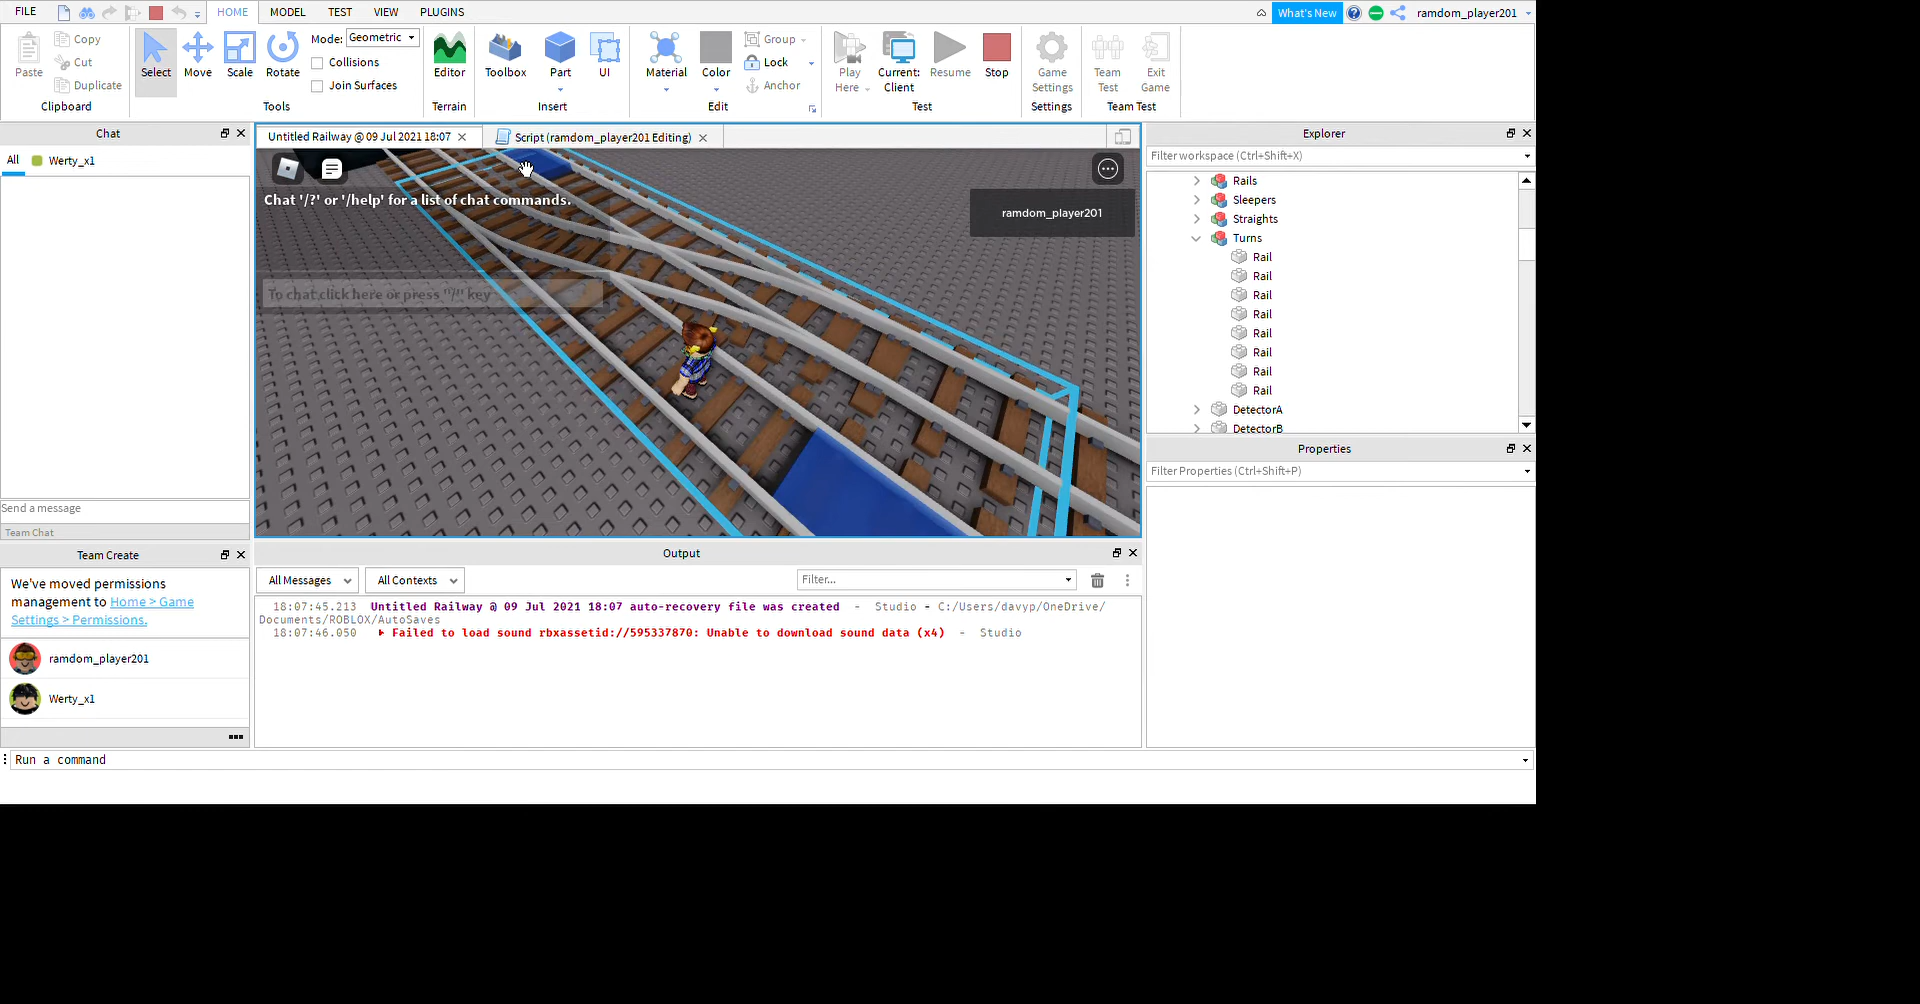 FILE
HOME
MODEL
TEST
VIEW
PLUGINS
What's New
ramdom_player201
Paste
Copy
Cut
Duplicate
Clipboard
Select
Move
Scale
Rotate
Mode: Geometric
Collisions
Join Surfaces
Tools
Editor
Terrain
Toolbox
Part
UI
Insert
Material
Color
Group
Lock
Anchor
Edit
Play
Here
Current:
Client
Resume
Stop
Test
Game
Settings
Settings
Team
Test
Exit
Game
Team Test
Chat
All
Werty_x1
Send a message
Team Chat
Team Create
We've moved permissions
management to Home > Game
Settings > Permissions.
ramdom_player201
Werty_x1
Untitled Railway @ 09 Jul 2021 18:07
Script (ramdom_player201 Editing)
Chat '/?' or '/help' for a list of chat commands.
ramdom_player201
To chat click here or press "/" key
Output
All Messages
All Contexts
Filter...
18:07:45.213 Untitled Railway @ 09 Jul 2021 18:07 auto-recovery file was created - Studio - C:/Users/davyp/OneDrive/
Documents/ROBLOX/AutoSaves
18:07:46.050 Failed to load sound rbxassetid://595337870: Unable to download sound data (x4) - Studio
Explorer
Filter workspace (Ctrl+Shift+X)
Rails
Sleepers
Straights
Turns
Rail
Rail
Rail
Rail
Rail
Rail
Rail
Rail
DetectorA
DetectorB
Properties
Filter Properties (Ctrl+Shift+P)
Run a command